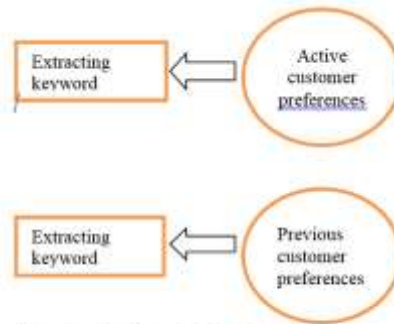 Extracting
keyword
Active
customer
preferences
Extracting
keyword
Previous
customer
preferences